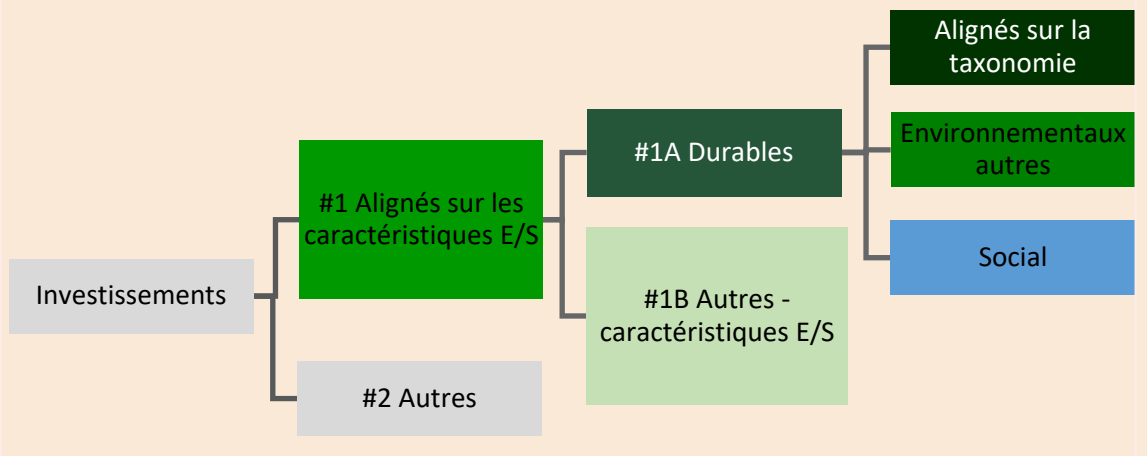 Investissements
#1 Alignés sur les
caractéristiques E/S
#2 Autres
#1A Durables
#1B Autres -
caractéristiques E/S
Alignés sur la
taxonomie
Environnementaux
autres
Social